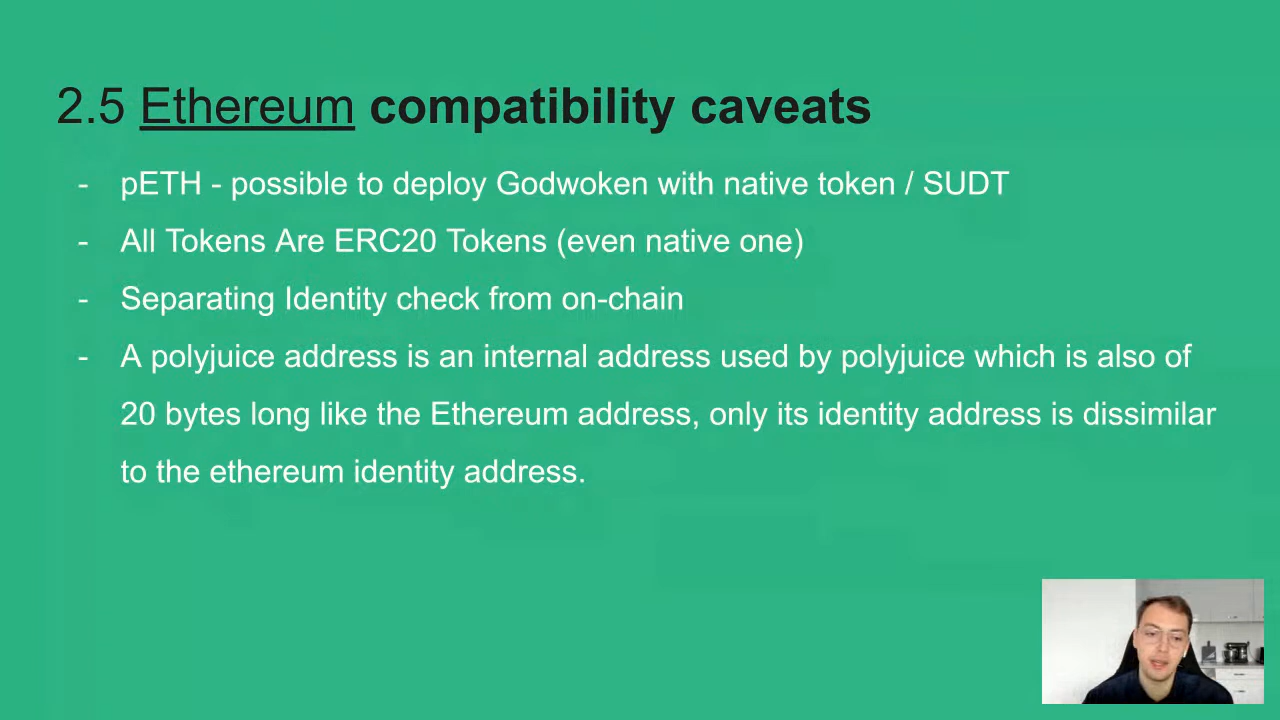 2.5 Ethereum compatibility caveats
- pETH - possible to deploy Godwoken with native token / SUDT
- All Tokens Are ERC20 Tokens (even native one)
- Separating Identity check from on-chain
- A polyjuice address is an internal address used by polyjuice which is also of
20 bytes long like the Ethereum address, only its identity address is dissimilar
to the ethereum identity address.